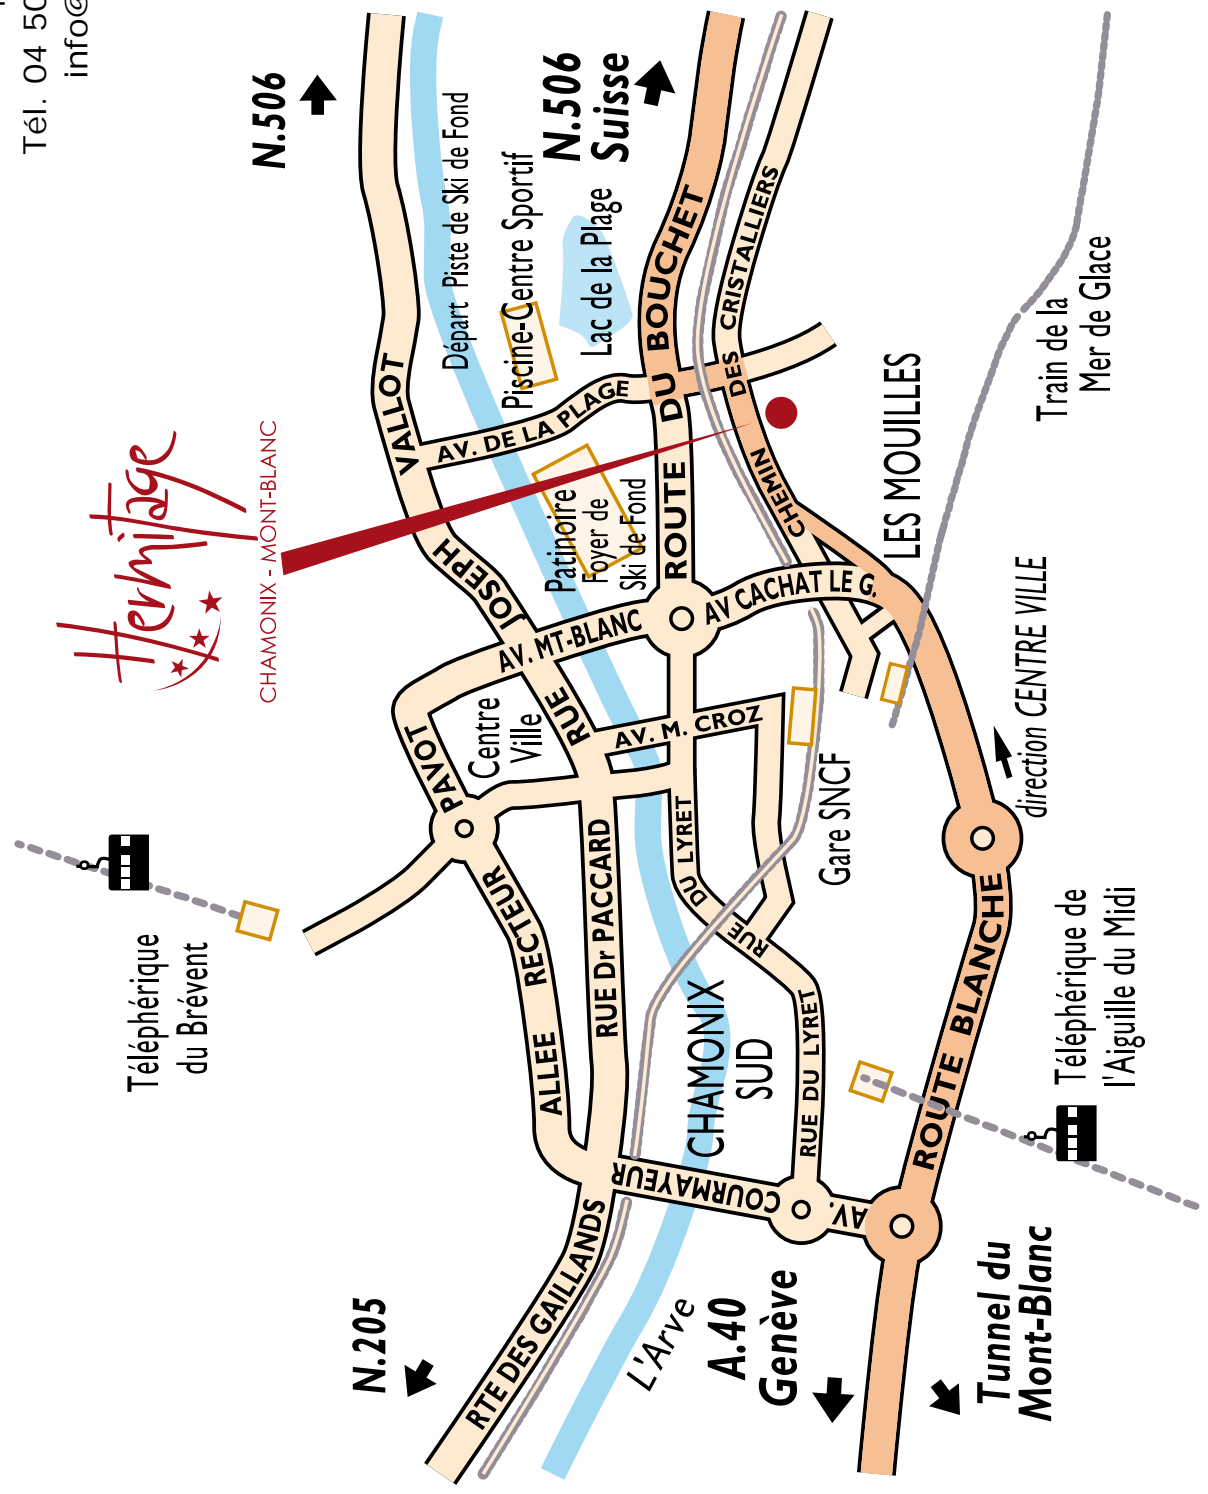 Tél. 04 50
info@
Hermitage
CHAMONIX - MONT-BLANC
N.506
N.506
Suisse
Départ Piste de Ski de Fond
Piscine-Centre Sportif
Lac de la Plage
Patinoire
Foyer de
Ski de Fond
RUE JOSEPH VALLOT
AV. DE LA PLAGE
ROUTE DU BOUCHET
CHEMIN DES CRISTALLIERS
LES MOUILLES
Train de la
Mer de Glace
AV. MT-BLANC
AV CACHAT LE G.
AV. M. CROZ
Centre
Ville
ALLEE RECTEUR PAVOT
RUE Dr PACCARD
RUE DU LYRET
RUE DU LYRET
Gare SNCF
direction CENTRE VILLE
Téléphérique
du Brévent
Téléphérique de
l'Aiguille du Midi
CHAMONIX
SUD
ROUTE BLANCHE
AV. COURMAYEUR
RTE DES GAILLANDS
N.205
L'Arve
A.40
Genève
Tunnel du
Mont-Blanc